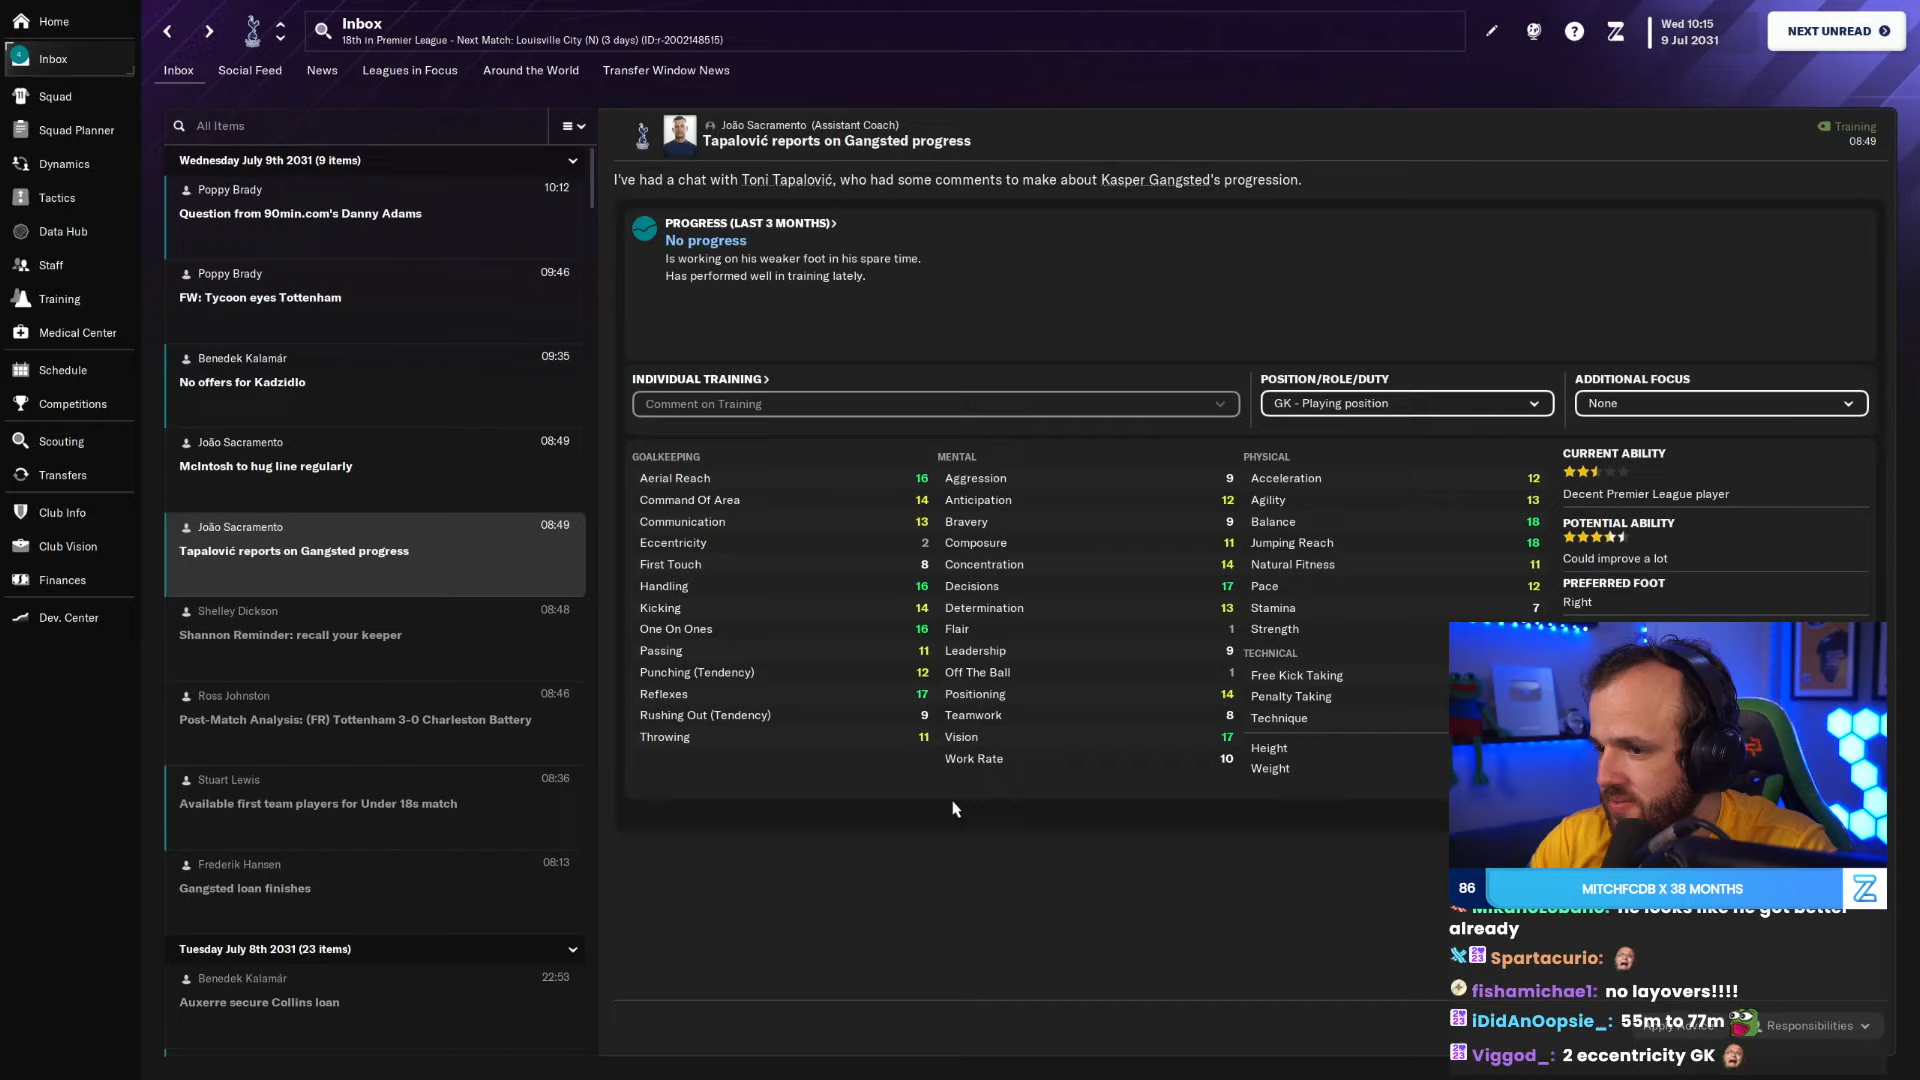 Home
4
Inbox
Squad
Squad Planner
Dynamics
Tactics
Data Hub
Staff
Training
Medical Center
Schedule
Competitions
Scouting
Transfers
Club Info
Club Vision
Finances
Dev. Center
Inbox
18th in Premier League - Next Match: Louisville City (N) (3 days) (ID:r-2002148515)
Wed 10:15
9 Jul 2031
NEXT UNREAD
Inbox Social Feed News Leagues in Focus Around the World Transfer Window News
All Items
Wednesday July 9th 2031 (9 items)
Poppy Brady 10:12
Question from 90min.com's Danny Adams
Poppy Brady 09:46
FW: Tycoon eyes Tottenham
Benedek Kalamár 09:35
No offers for Kadzidlo
João Sacramento 08:49
McIntosh to hug line regularly
João Sacramento 08:49
Tapalović reports on Gangsted progress
Shelley Dickson 08:48
Shannon Reminder: recall your keeper
Ross Johnston 08:46
Post-Match Analysis: (FR) Tottenham 3-0 Charleston Battery
Stuart Lewis 08:36
Available first team players for Under 18s match
Frederik Hansen 08:13
Gangsted loan finishes
Tuesday July 8th 2031 (23 items)
Benedek Kalamár 22:53
Auxerre secure Collins loan
João Sacramento (Assistant Coach)
Tapalović reports on Gangsted progress
Training
08:49
I've had a chat with Toni Tapalović, who had some comments to make about Kasper Gangsted's progression.
PROGRESS (LAST 3 MONTHS)>
No progress
Is working on his weaker foot in his spare time.
Has performed well in training lately.
INDIVIDUAL TRAINING>
Comment on Training
POSITION/ROLE/DUTY
GK - Playing position
ADDITIONAL FOCUS
None
GOALKEEPING
Aerial Reach 16
Command Of Area 14
Communication 13
Eccentricity 2
First Touch 8
Handling 16
Kicking 14
One On Ones 16
Passing 11
Punching (Tendency) 12
Reflexes 17
Rushing Out (Tendency) 9
Throwing 11
MENTAL
Aggression 9
Anticipation 12
Bravery 9
Composure 11
Concentration 14
Decisions 17
Determination 13
Flair 1
Leadership 9
Off The Ball 1
Positioning 14
Teamwork 8
Vision 17
Work Rate 10
PHYSICAL
Acceleration 12
Agility 13
Balance 18
Jumping Reach 18
Natural Fitness 11
Pace 12
Stamina 7
Strength
TECHNICAL
Free Kick Taking
Penalty Taking
Technique
Height
Weight
CURRENT ABILITY
Decent Premier League player
POTENTIAL ABILITY
Could improve a lot
PREFERRED FOOT
Right
86 MITCHFCDB X 38 MONTHS
he looks like he got better
already
Spartacurio:
fishamichae1: no layovers!!!!
iDidAnOopsie_: 55m to 77m
Responsibilities
Viggod_: 2 eccentricity GK